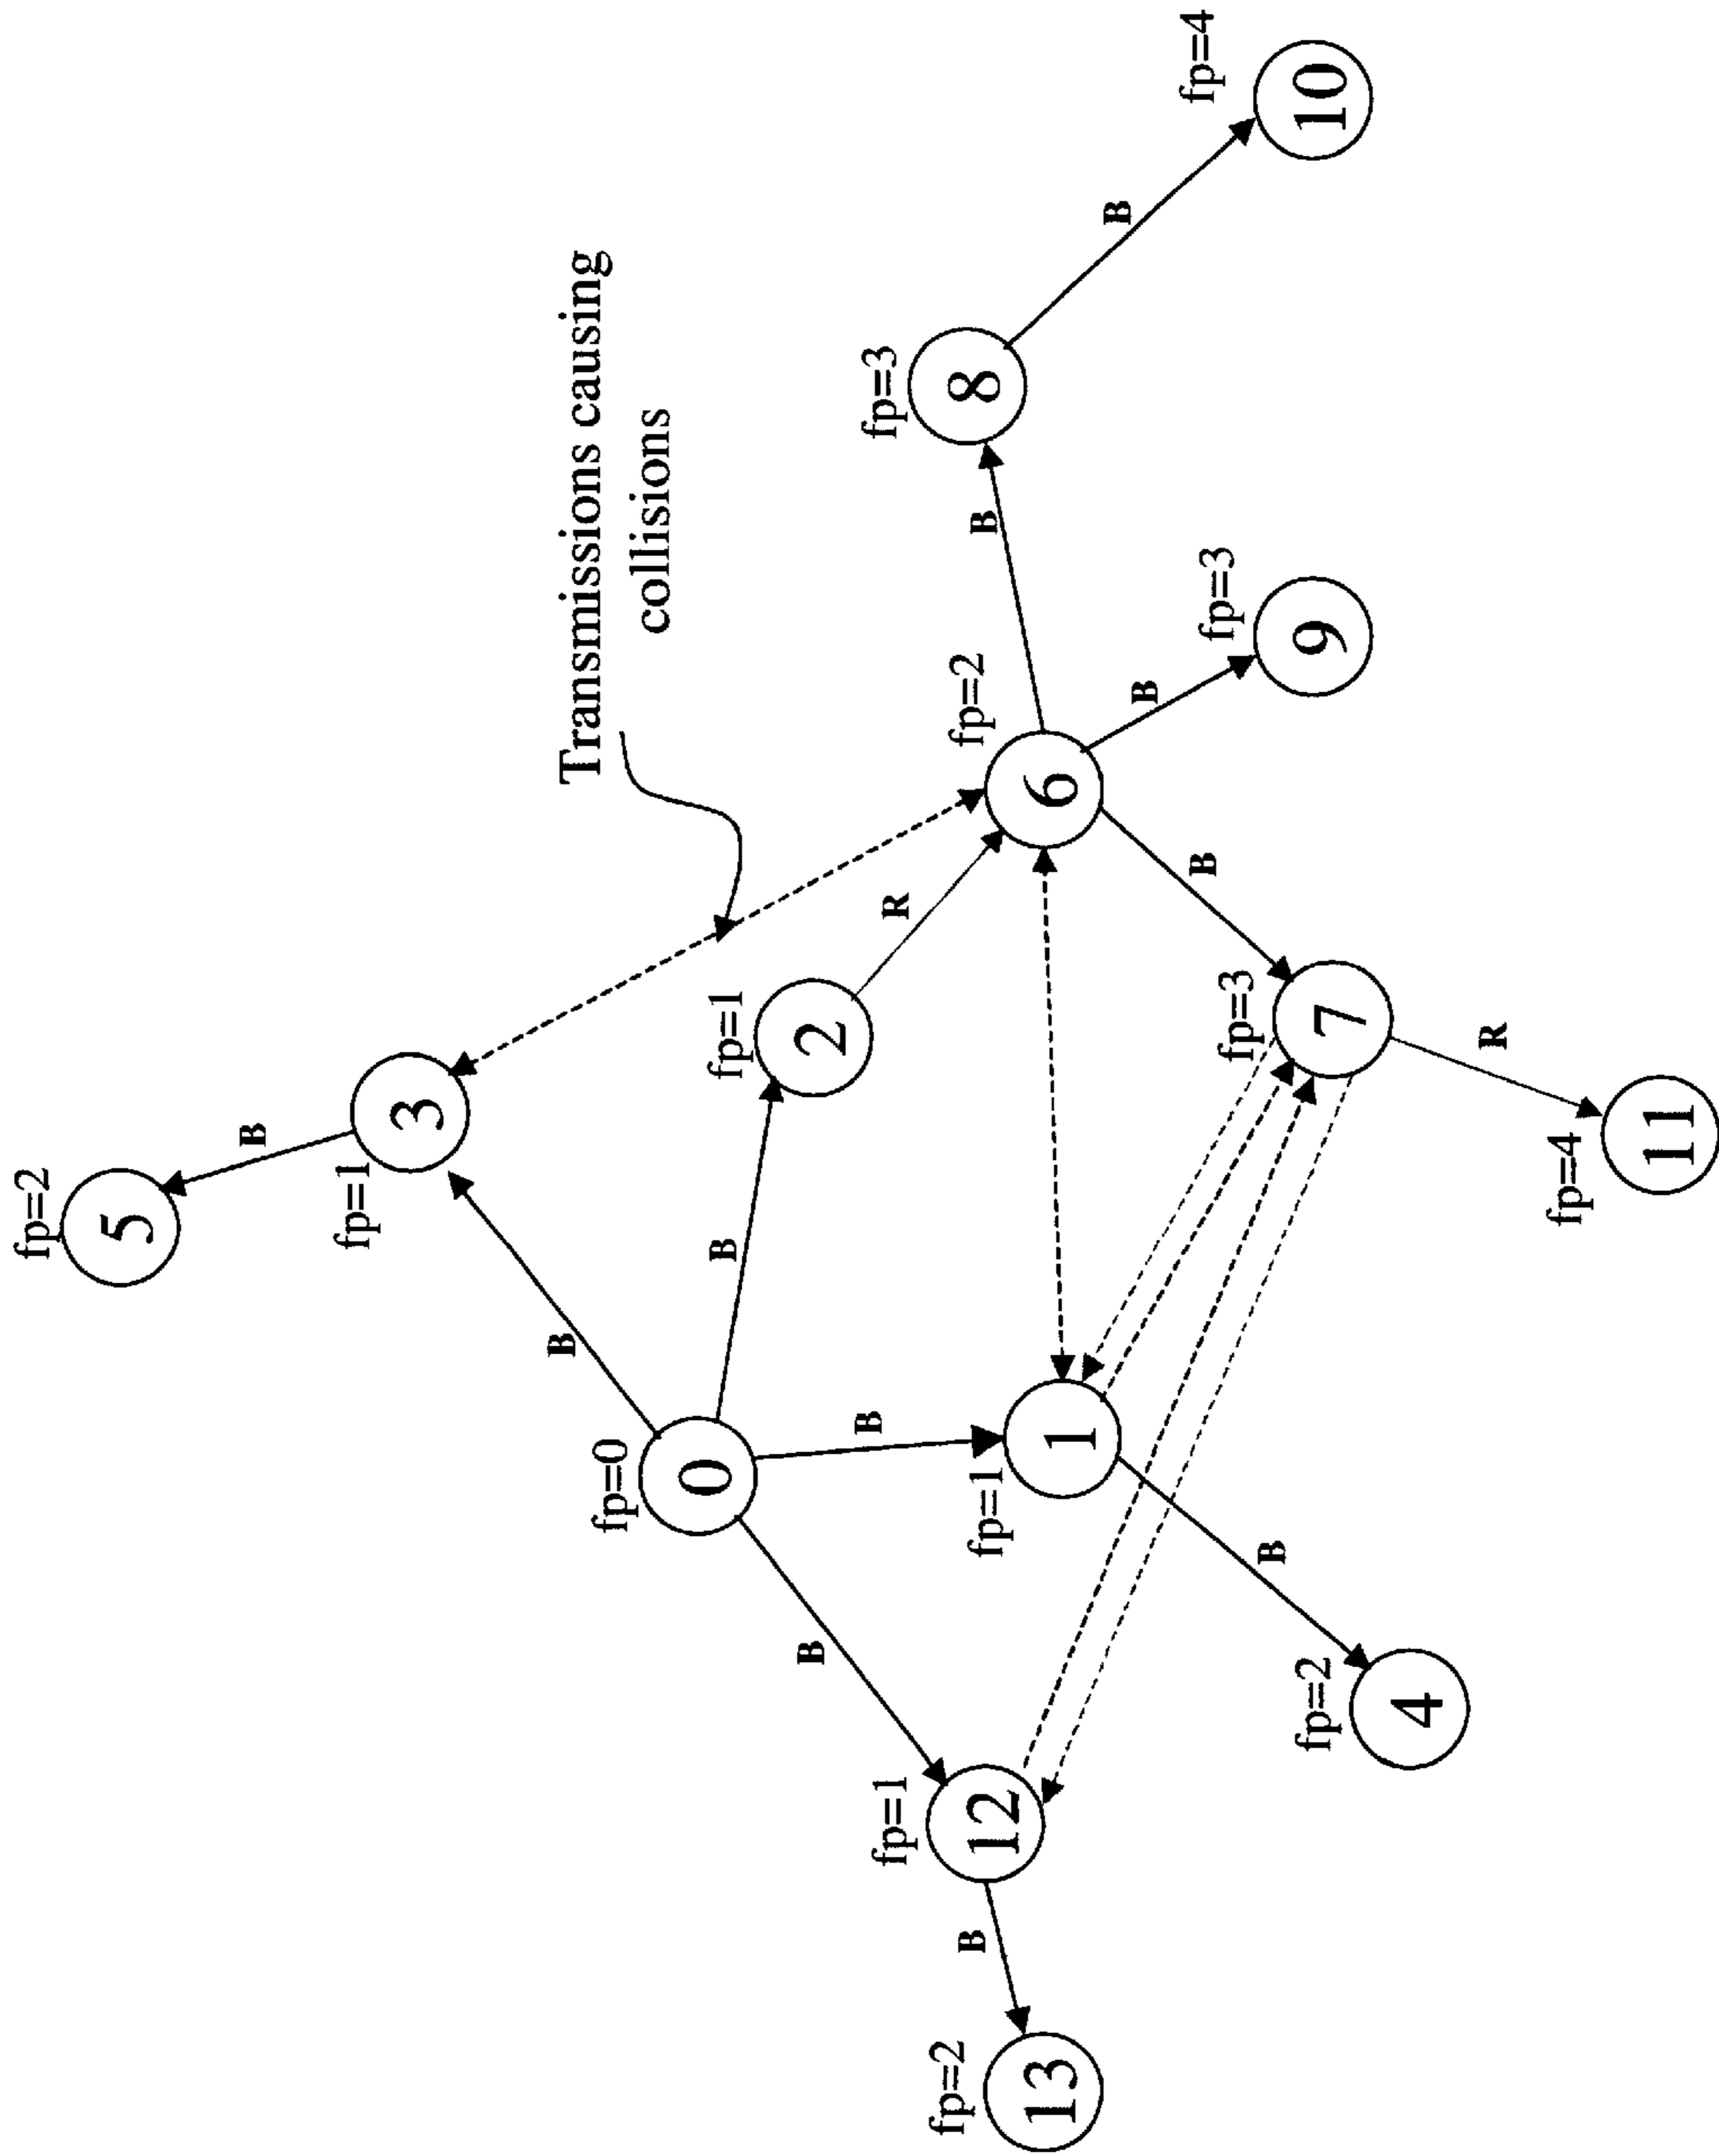 fp=2
5
B
fp=1
3
Transmissions causing
collisions
B
fp=0
0
B
fp=1
2
R
fp=2
6
B
fp=3
8
B
fp=4
10
B
fp=3
9
B
fp=1
1
B
fp=3
7
B
fp=1
12
B
fp=2
13
B
fp=2
4
R
fp=4
11